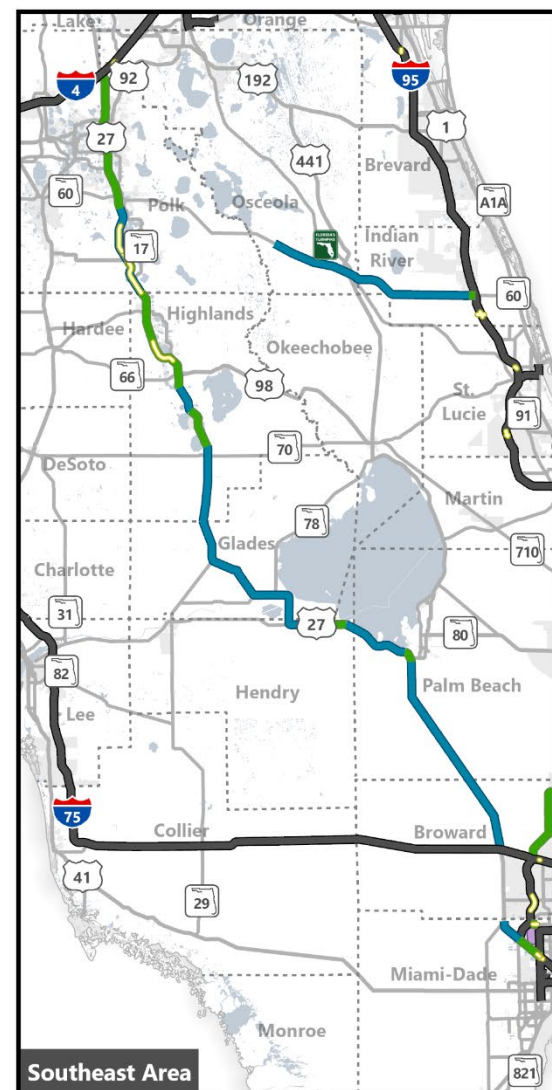 Lake
Orange
92
4
192
95
27
1
441
Brevard
60
Polk
Osceola
A1A
FLORIDA'S
TURNPIKE
Indian
River
17
60
Highlands
Hardee
Okeechobee
66
98
St.
Lucie
91
70
DeSoto
Martin
78
710
Glades
Charlotte
31
27
80
82
Hendry
Palm Beach
Lee
75
Collier
Broward
41
29
Miami-Dade
Monroe
821
Southeast Area